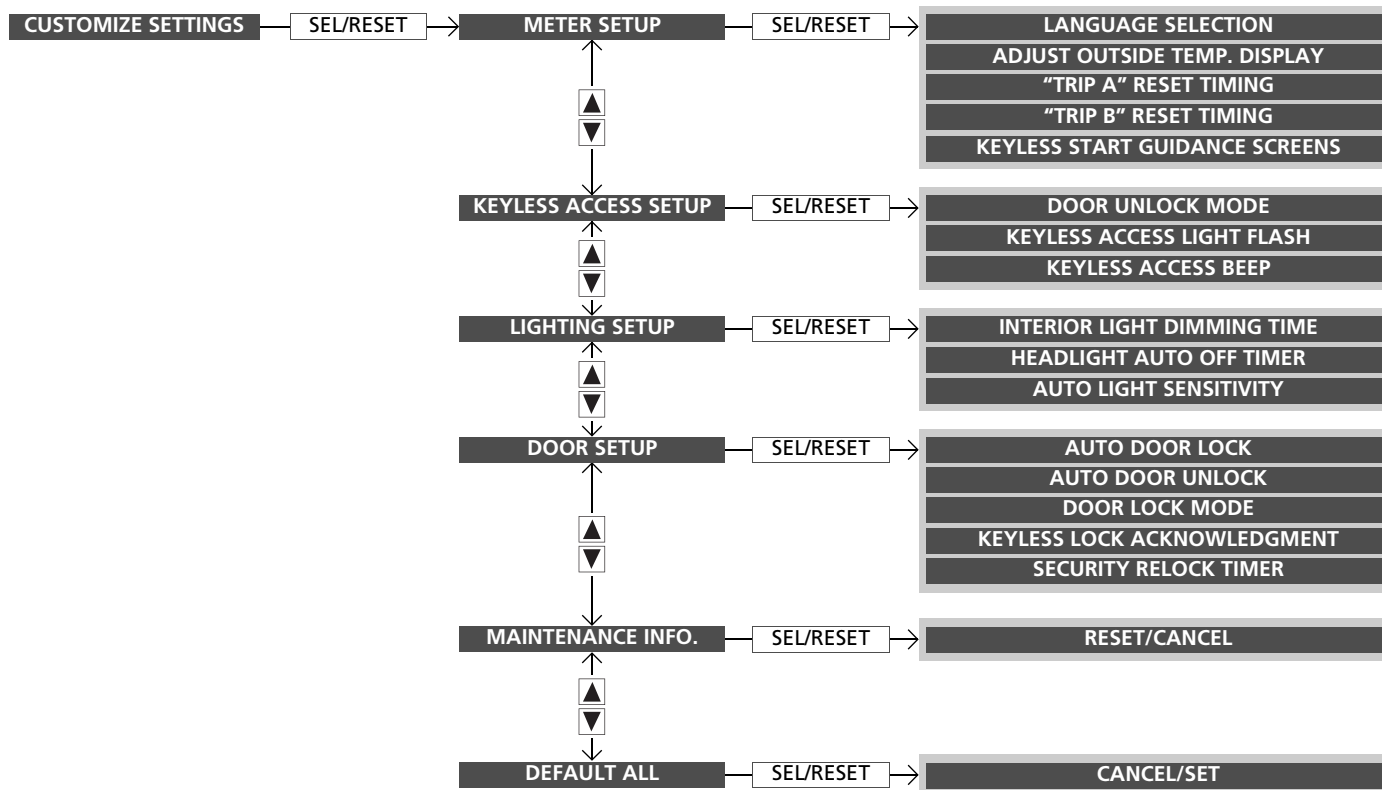 CUSTOMIZE SETTINGS SEL/RESET METER SETUP SEL/RESET LANGUAGE SELECTION
ADJUST OUTSIDE TEMP. DISPLAY
“TRIP A” RESET TIMING
“TRIP B” RESET TIMING
KEYLESS START GUIDANCE SCREENS
KEYLESS ACCESS SETUP SEL/RESET DOOR UNLOCK MODE
KEYLESS ACCESS LIGHT FLASH
KEYLESS ACCESS BEEP
LIGHTING SETUP SEL/RESET INTERIOR LIGHT DIMMING TIME
HEADLIGHT AUTO OFF TIMER
AUTO LIGHT SENSITIVITY
DOOR SETUP SEL/RESET AUTO DOOR LOCK
AUTO DOOR UNLOCK
DOOR LOCK MODE
KEYLESS LOCK ACKNOWLEDGMENT
SECURITY RELOCK TIMER
MAINTENANCE INFO. SEL/RESET RESET/CANCEL
DEFAULT ALL SEL/RESET CANCEL/SET